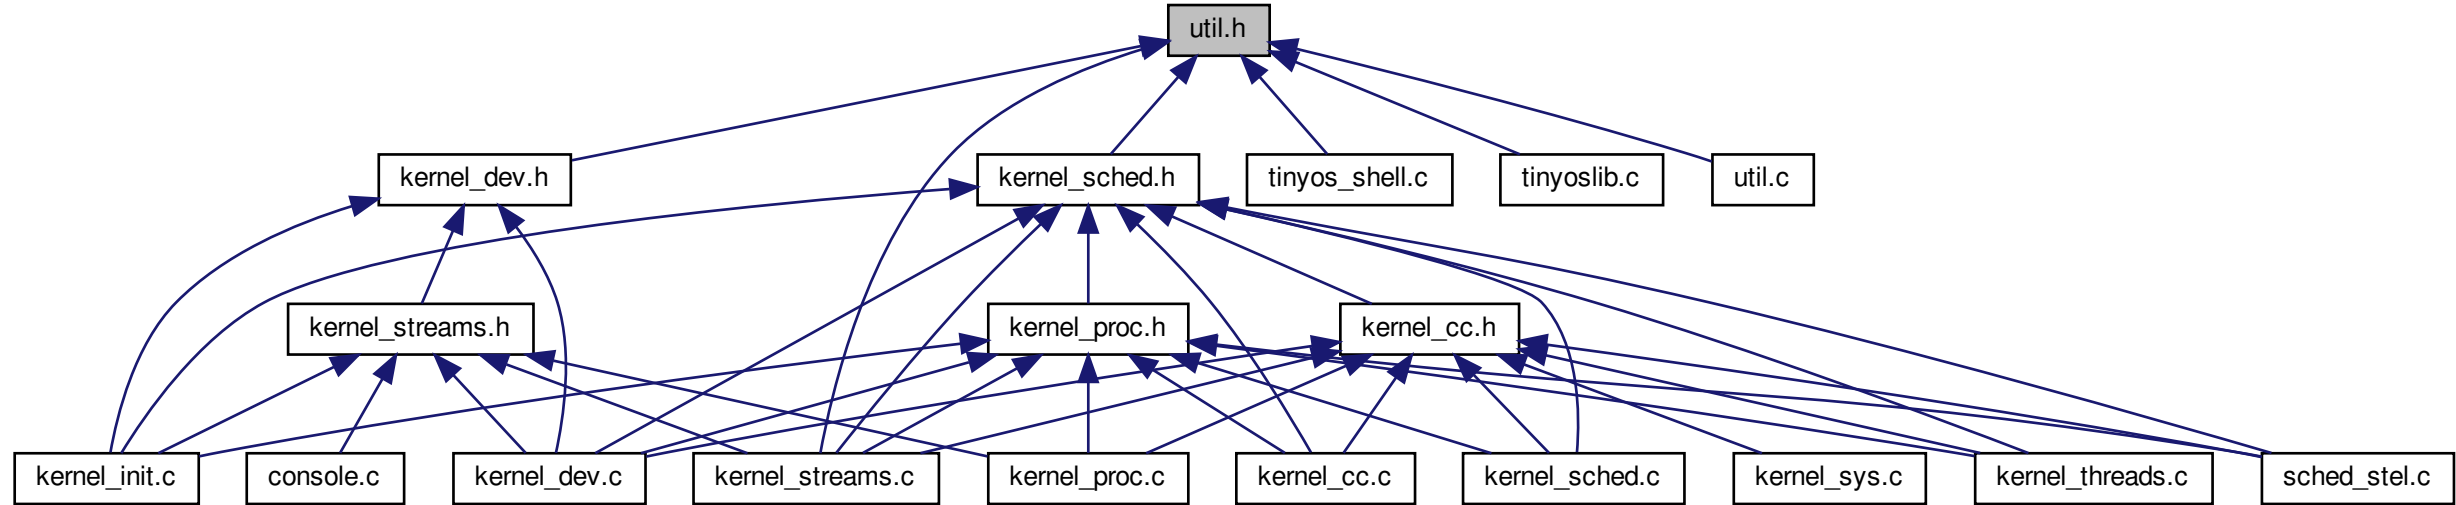 util.h
kernel_dev.h
kernel_sched.h
tinyos_shell.c
tinyoslib.c
util.c
kernel_streams.h
kernel_proc.h
kernel_cc.h
kernel_init.c
console.c
kernel_dev.c
kernel_streams.c
kernel_proc.c
kernel_cc.c
kernel_sched.c
kernel_sys.c
kernel_threads.c
sched_stel.c